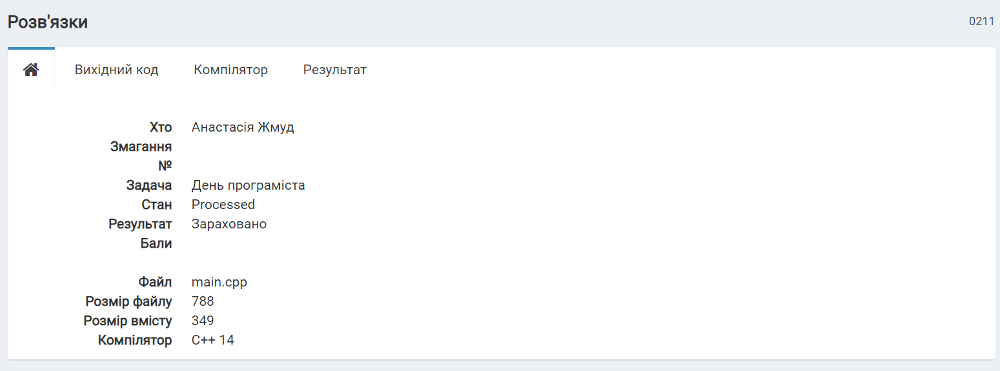 Розв'язки 0211
Вихідний код Компілятор Результат
Хто Анастасія Жмуд
Змагання
№
Задача День програміста
Стан Processed
Результат Зараховано
Бали
Файл main.cpp
Розмір файлу 788
Розмір вмісту 349
Компілятор C++ 14